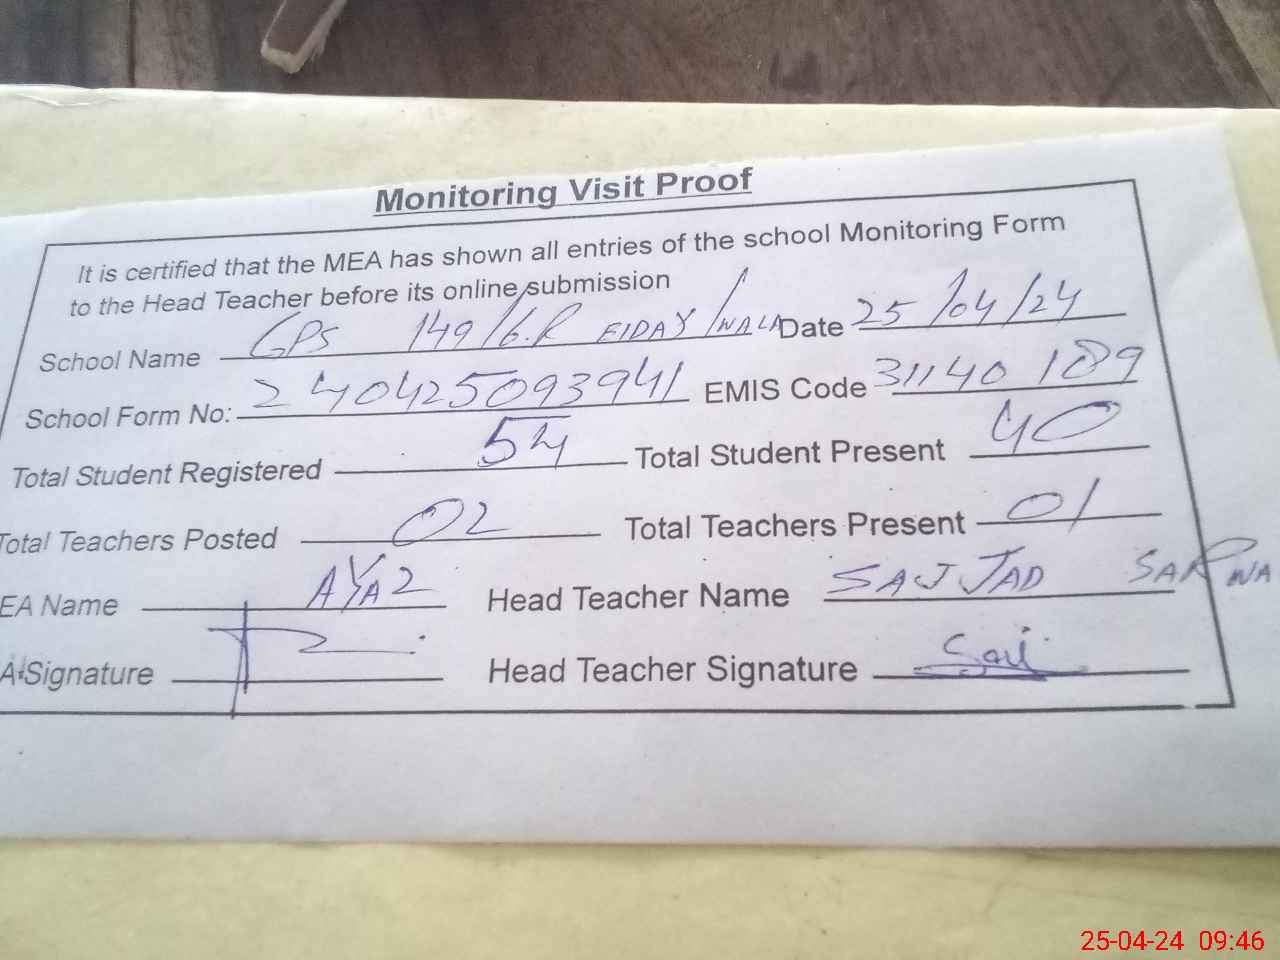 Monitoring Visit Proof
It is certified that the MEA has shown all entries of the school Monitoring Form
to the Head Teacher before its online submission
School Name GPS 149/6.R EIDAY WALA Date 25/04/24
School Form No: 240425093941 EMIS Code 31140189
Total Student Registered 54 Total Student Present 40
Total Teachers Posted 02 Total Teachers Present 01
EA Name AYAZ Head Teacher Name SAJJAD SARWA
A Signature Head Teacher Signature
25-04-24 09:46